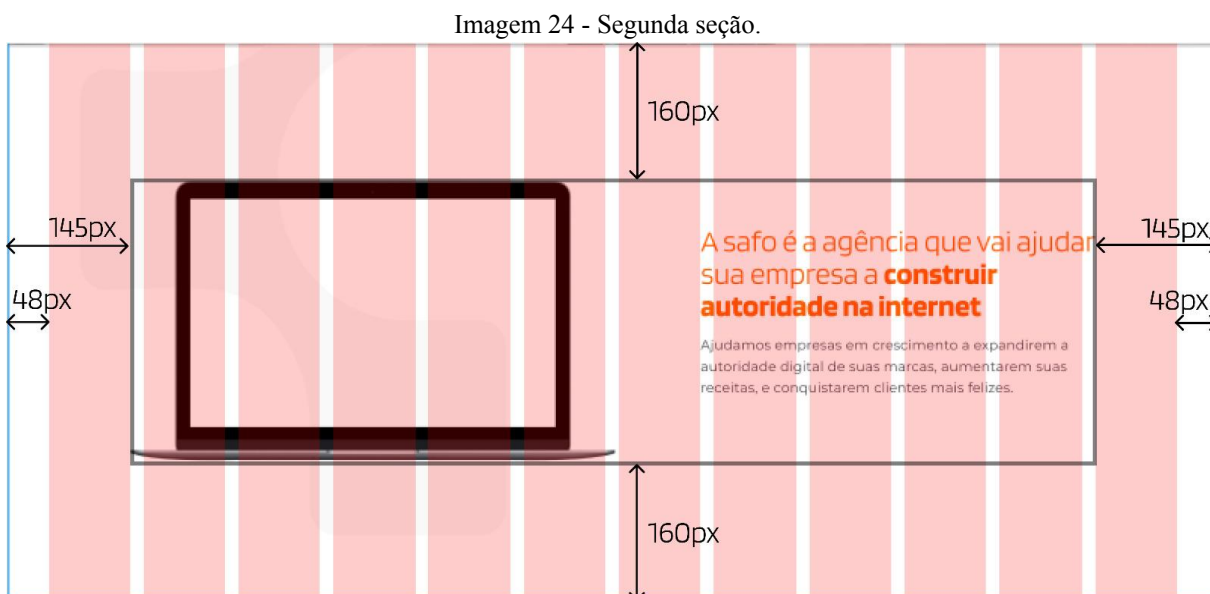 Imagem 24 - Segunda seção.
160px
145px
145px
48px
48px
A safo é a agência que vai ajudar
sua empresa a construir
autoridade na internet
Ajudamos empresas em crescimento a expandirem a
autoridade digital de suas marcas, aumentarem suas
receitas, e conquistarem clientes mais felizes.
160px